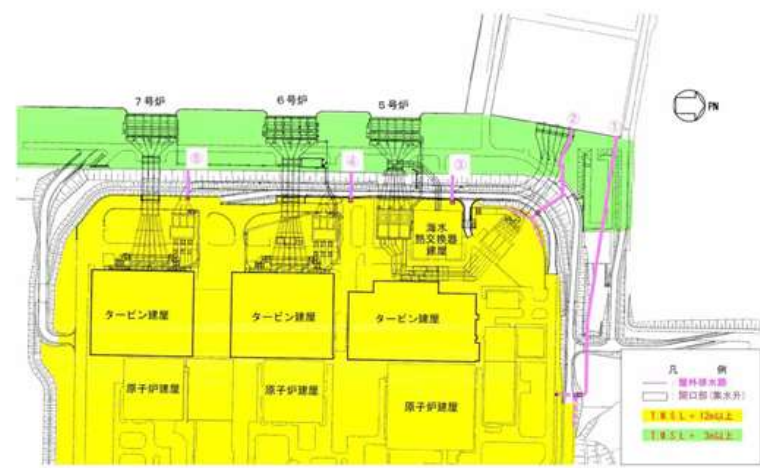 7号炉
6号炉
5号炉
②
①
PN
⑤
④
③
海水
熱交換器
建屋
タービン建屋
タービン建屋
タービン建屋
原子炉建屋
原子炉建屋
原子炉建屋
凡 例
：屋外排水路
：開口部(集水升)
T.M.S.L.+ 12m以上
T.M.S.L.+ 3m以上